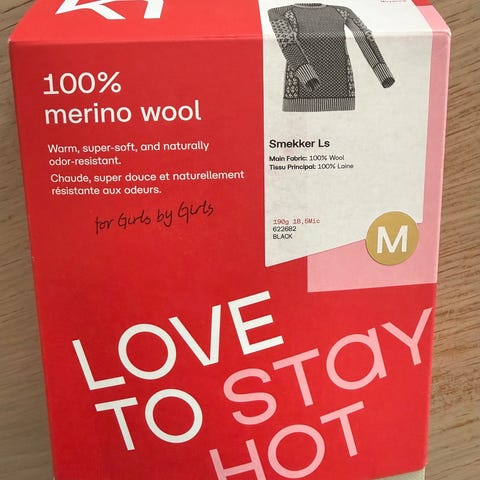 100%
merino wool
Warm, super-soft, and naturally
odor-resistant.
Chaude, super douce et naturellement
résistante aux odeurs.
for Girls by Girls
Smekker Ls
Main Fabric: 100% Wool
Tissu Principal: 100% Laine
190g 18,5Mic
622682
BLACK
M
LOVE
TO STAY
HOT